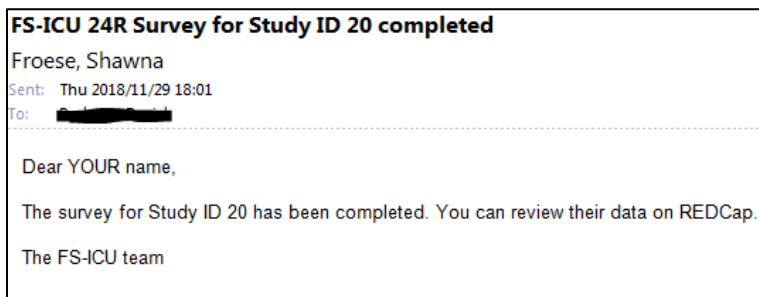 FS-ICU 24R Survey for Study ID 20 completed
Froese, Shawna
Sent: Thu 2018/11/29 18:01
To:
Dear YOUR name,
The survey for Study ID 20 has been completed. You can review their data on REDCap.
The FS-ICU team